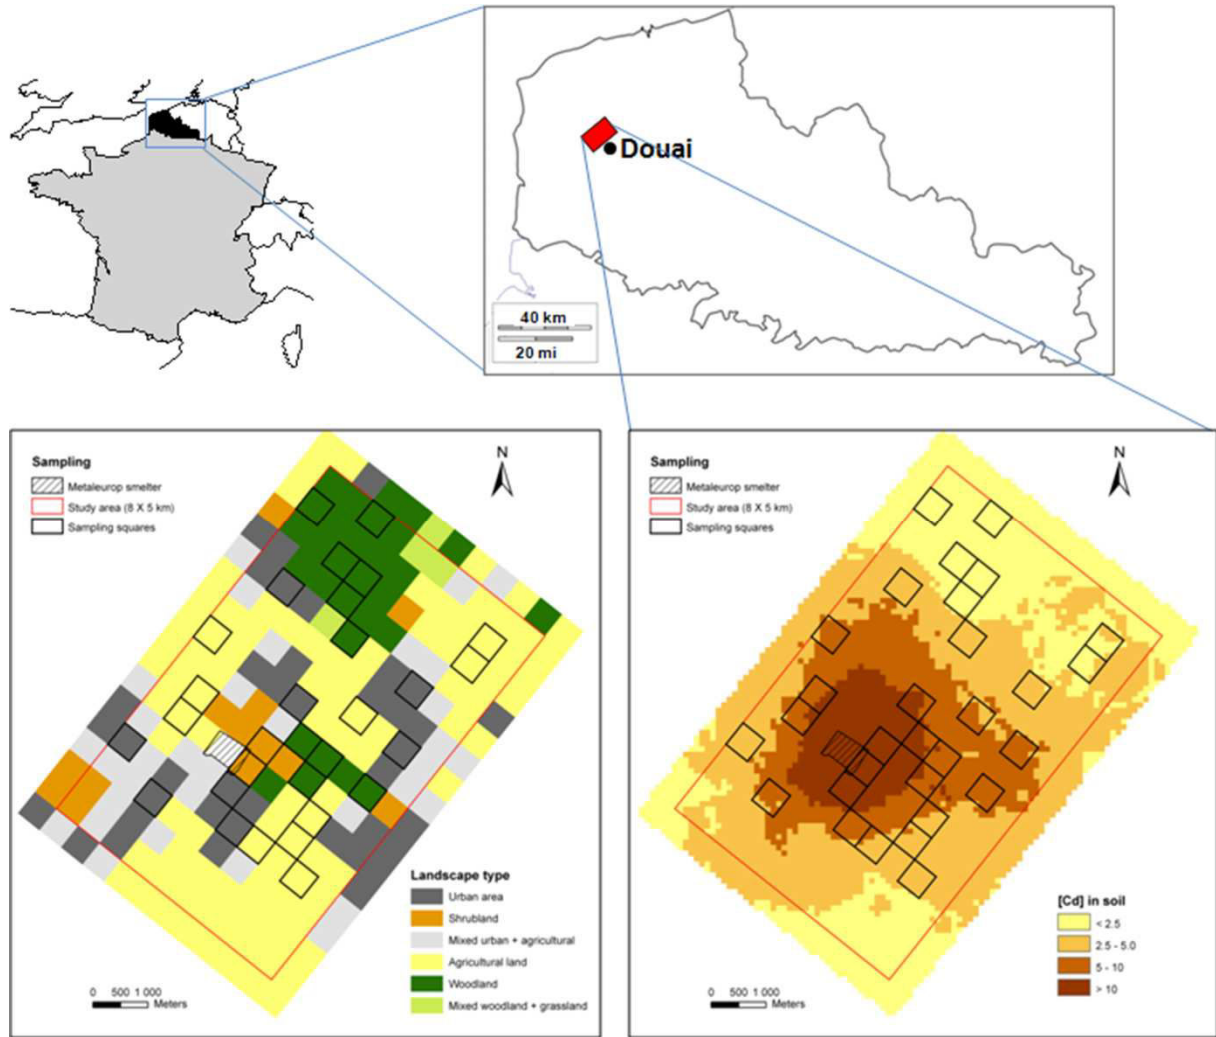 Douai
40 km
20 mi
Sampling
Metaleurop smelter
Study area (8 X 5 km)
Sampling squares
N
Landscape type
Urban area
Shrubland
Mixed urban + agricultural
Agricultural land
Woodland
Mixed woodland + grassland
0 500 1 000
Meters
Sampling
Metaleurop smelter
Study area (8 X 5 km)
Sampling squares
N
[Cd] in soil
< 2.5
2.5 - 5.0
5 - 10
> 10
0 500 1 000
Meters